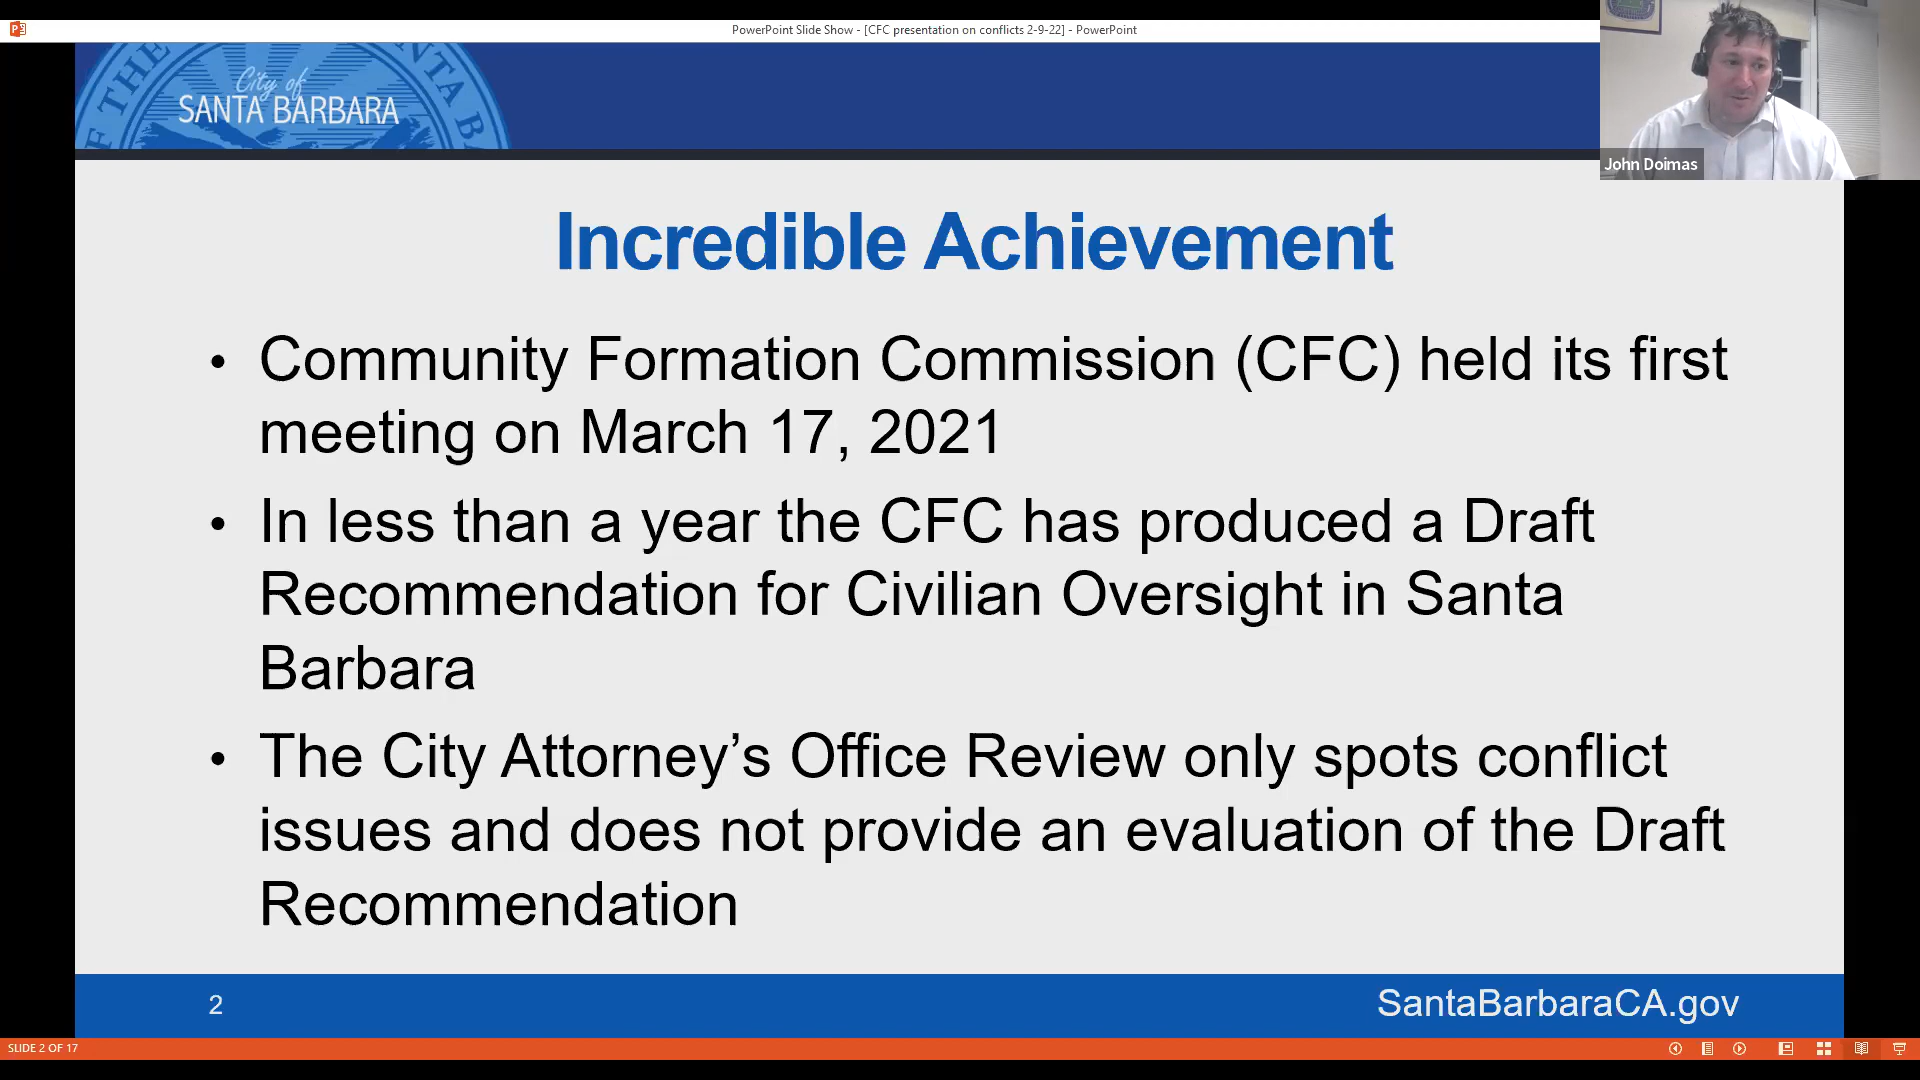 PowerPoint Slide Show - [CFC presentation on conflicts 2-9-22] - PowerPoint
OF THE
NTA B
City of
SANTA BARBARA
John Doimas
Incredible Achievement
• Community Formation Commission (CFC) held its first
meeting on March 17, 2021
• In less than a year the CFC has produced a Draft
Recommendation for Civilian Oversight in Santa
Barbara
• The City Attorney’s Office Review only spots conflict
issues and does not provide an evaluation of the Draft
Recommendation
2
SantaBarbaraCA.gov
SLIDE 2 OF 17